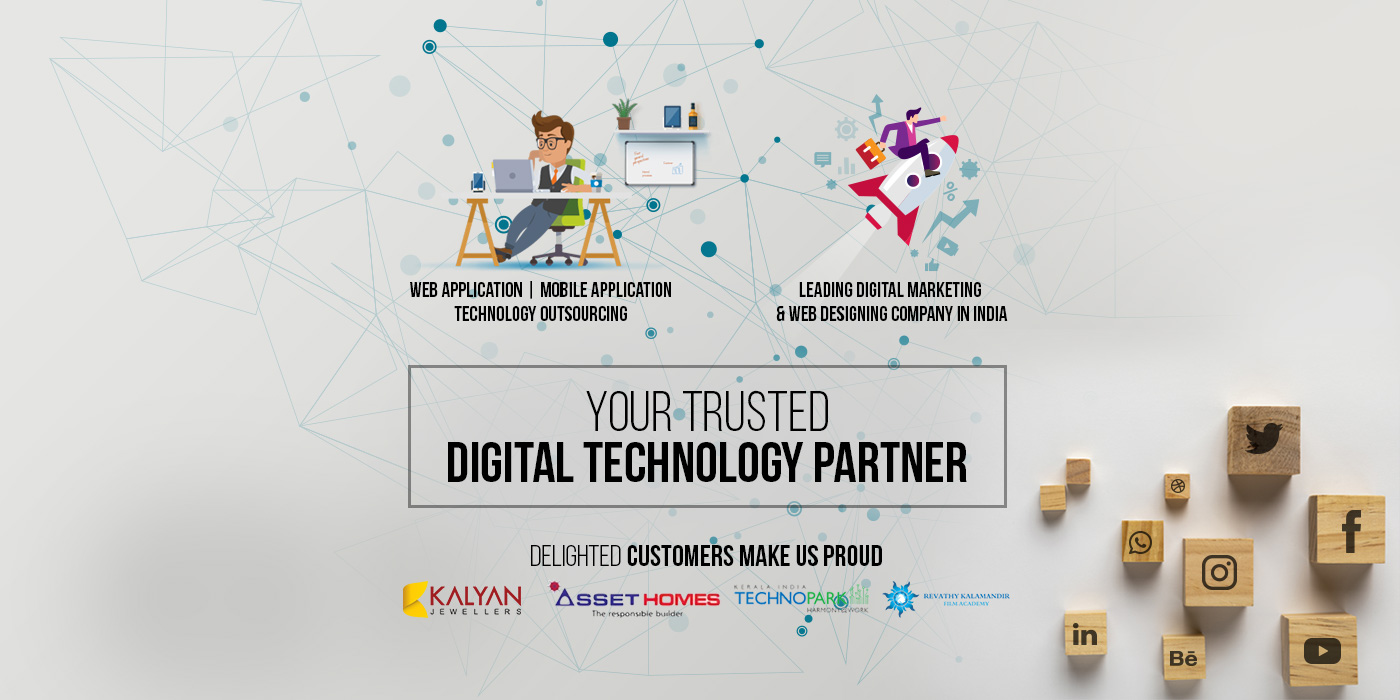 WEB APPLICATION | MOBILE APPLICATION
TECHNOLOGY OUTSOURCING
LEADING DIGITAL MARKETING
& WEB DESIGNING COMPANY IN INDIA
YOUR TRUSTED
DIGITAL TECHNOLOGY PARTNER
DELIGHTED CUSTOMERS MAKE US PROUD
KALYAN
JEWELLERS
ASSET HOMES
The responsible builder
KERALA INDIA
TECHNOPARK
HARMONY@WORK
REVATHY KALAMANDIR
FILM ACADEMY
f
in
Bē